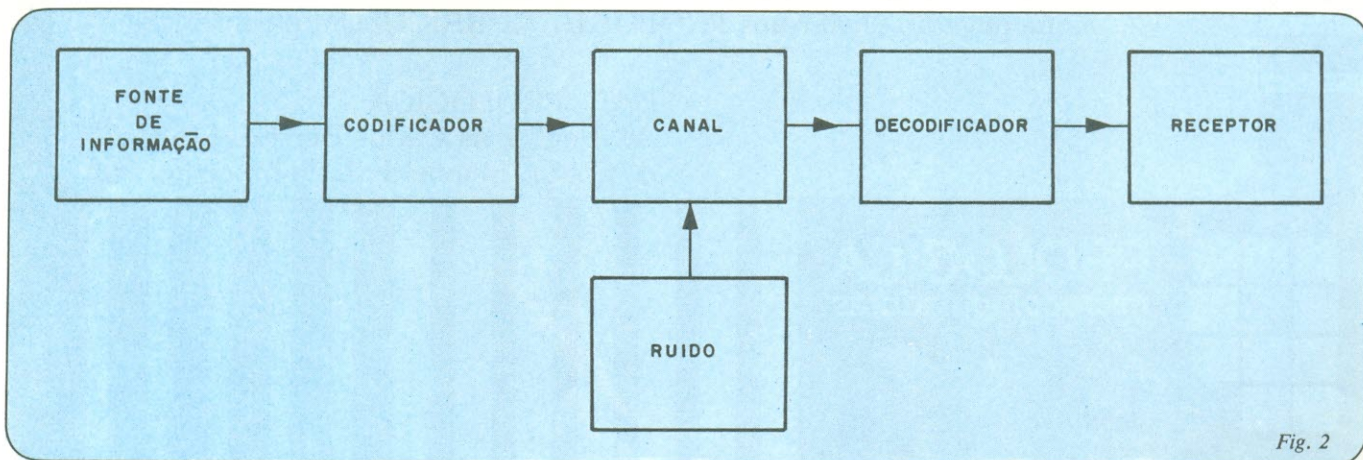 FONTE
DE
INFORMAÇÃO
CODIFICADOR
CANAL
DECODIFICADOR
RECEPTOR
RUIDO
Fig. 2